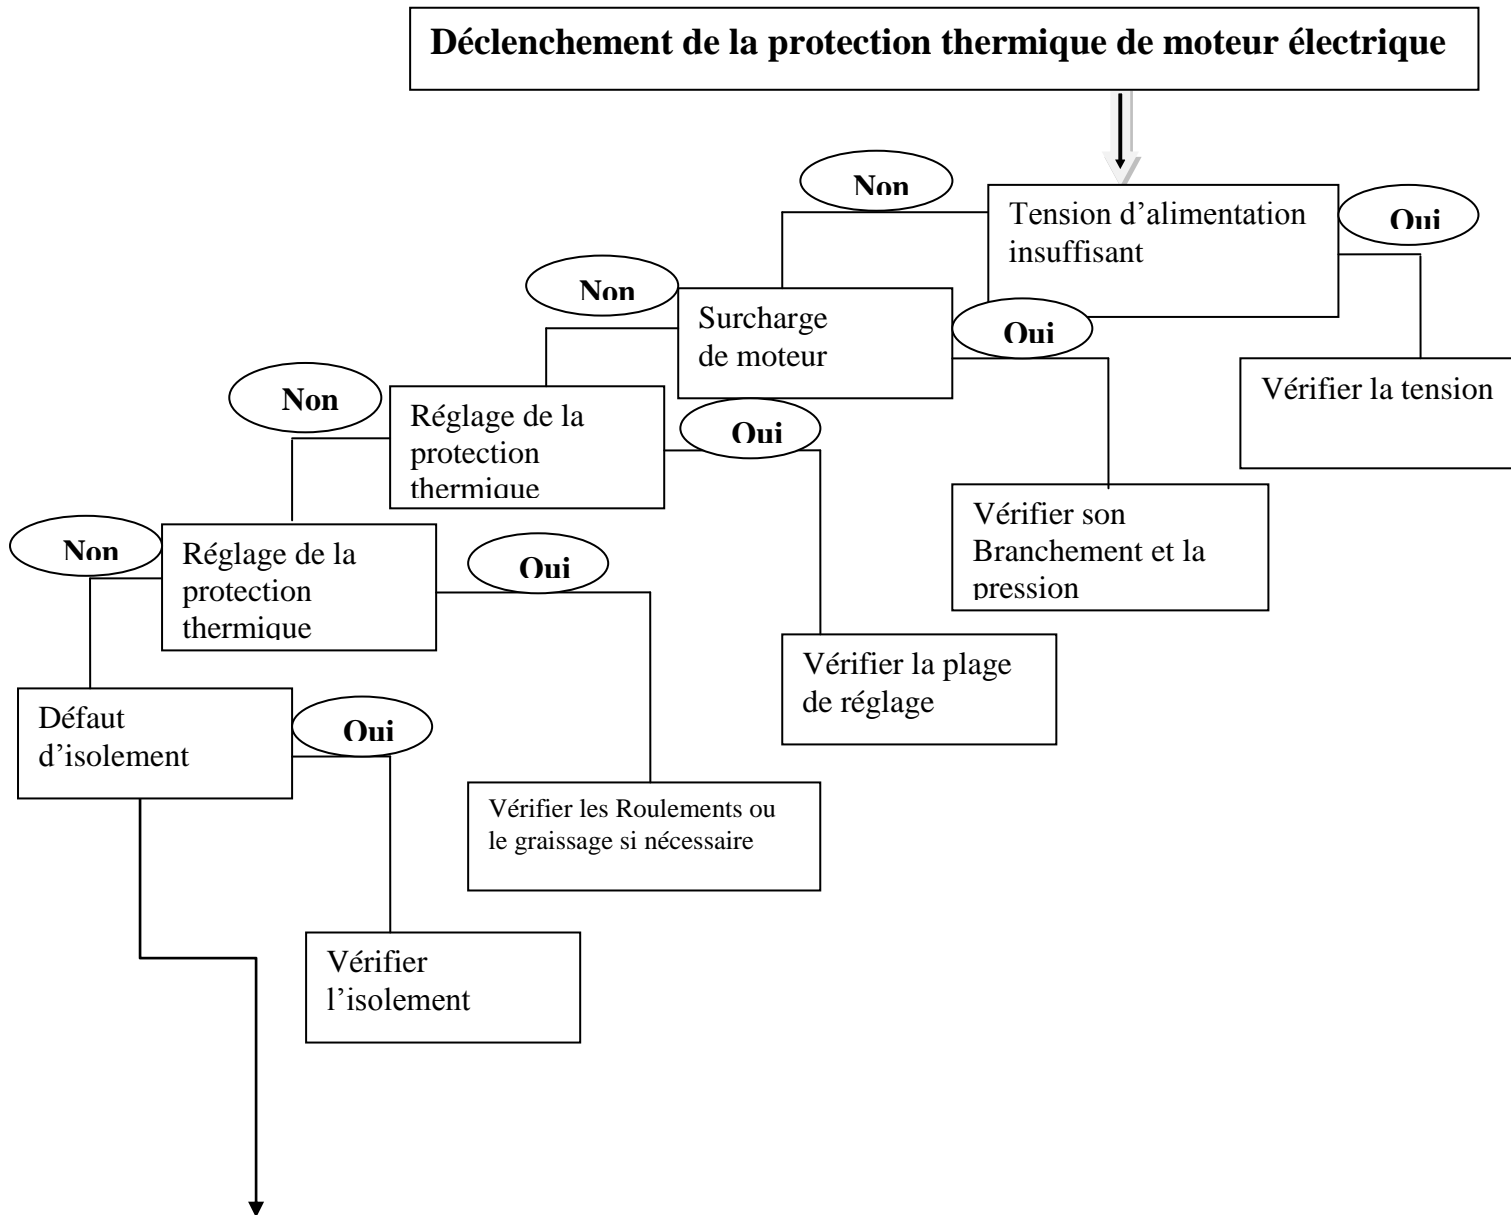 Déclenchement de la protection thermique de moteur électrique
Non
Tension d’alimentation
insuffisant
Oui
Non
Surcharge
de moteur
Oui
Vérifier la tension
Non
Réglage de la
protection
thermique
Oui
Vérifier son
Branchement et la
pression
Non
Réglage de la
protection
thermique
Oui
Vérifier la plage
de réglage
Défaut
d’isolement
Oui
Vérifier les Roulements ou
le graissage si nécessaire
Vérifier
l’isolement